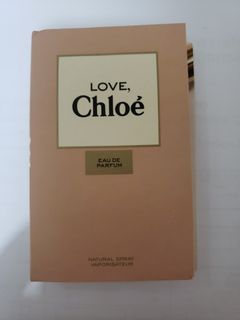 LOVE,
Chloé
EAU DE
PARFUM
NATURAL SPRAY
VAPORISATEUR